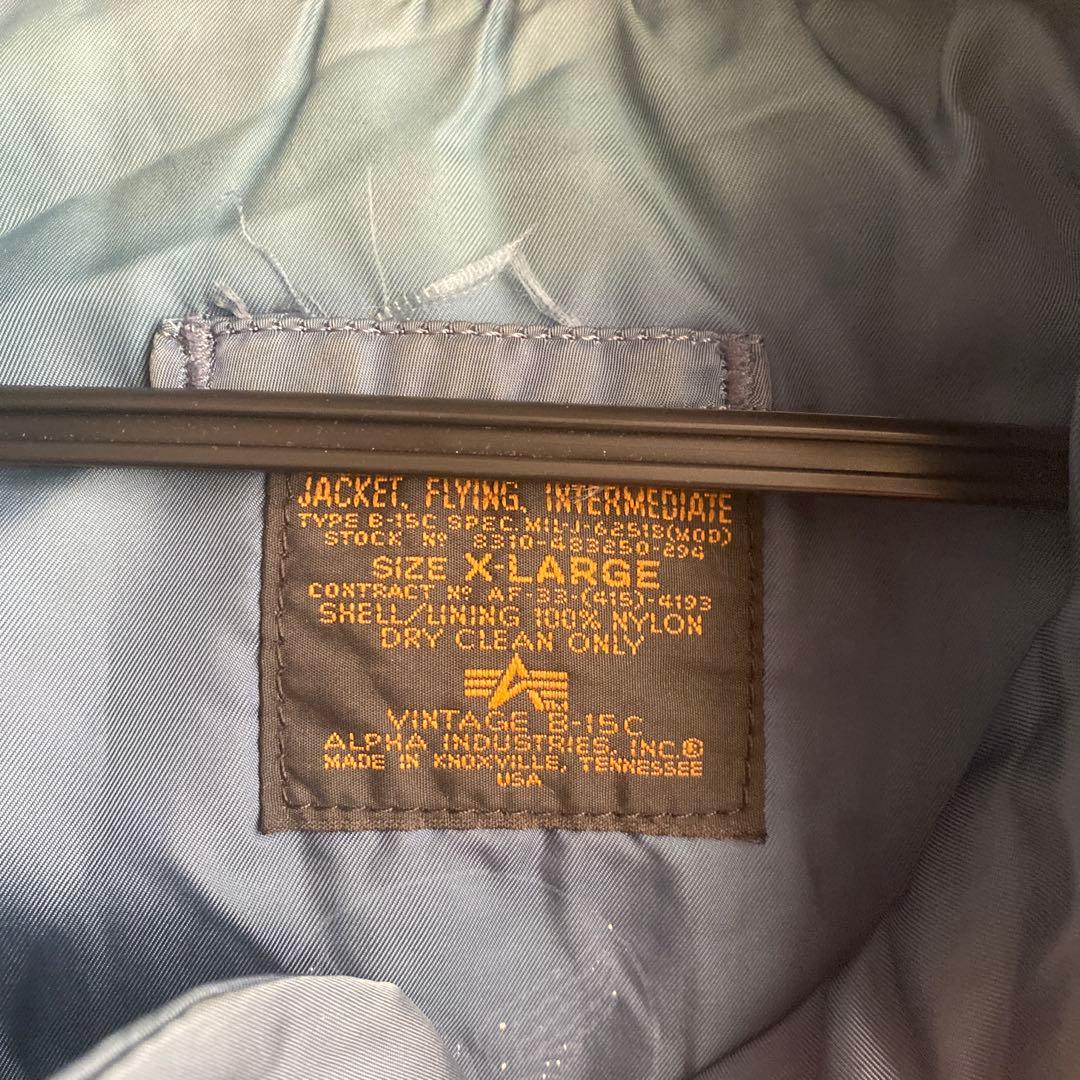 JACKET, FLYING, INTERMEDIATE
TYPE B-15C SPEC. MIL-J-6251B(MOD)
STOCK Nº 8310-483250-294
SIZE X-LARGE
CONTRACT Nº AF-33-(415)-4193
SHELL/LINING 100% NYLON
DRY CLEAN ONLY
TM
VINTAGE B-15C
ALPHA INDUSTRIES, INC.®
MADE IN KNOXVILLE, TENNESSEE
USA